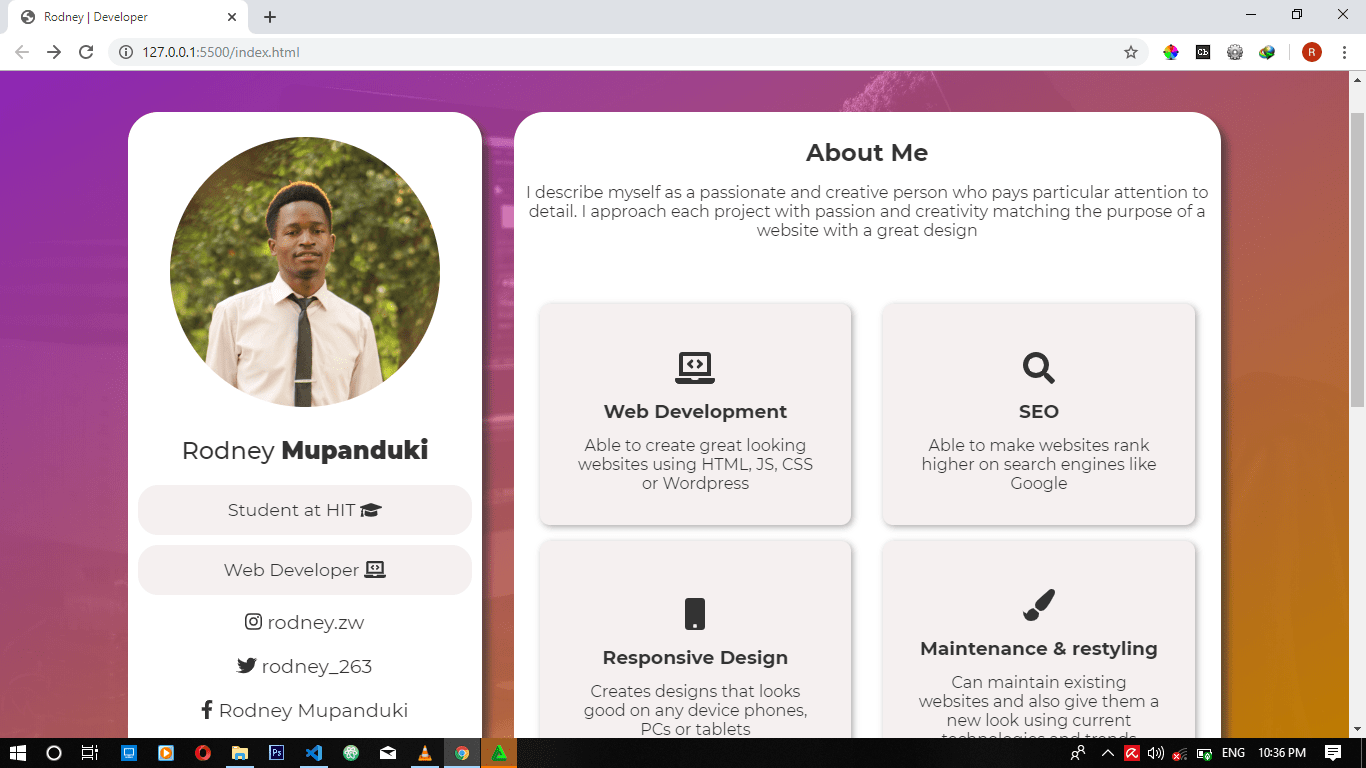 Rodney | Developer
127.0.0.1:5500/index.html
Cb
R
About Me
I describe myself as a passionate and creative person who pays particular attention to
detail. I approach each project with passion and creativity matching the purpose of a
website with a great design
Rodney Mupanduki
Student at HIT
Web Developer
rodney.zw
rodney_263
Rodney Mupanduki
Web Development
Able to create great looking
websites using HTML, JS, CSS
or Wordpress
SEO
Able to make websites rank
higher on search engines like
Google
Responsive Design
Creates designs that looks
good on any device phones,
PCs or tablets
Maintenance & restyling
Can maintain existing
websites and also give them a
new look using current
technologies and trends
Ps
ENG
10:36 PM